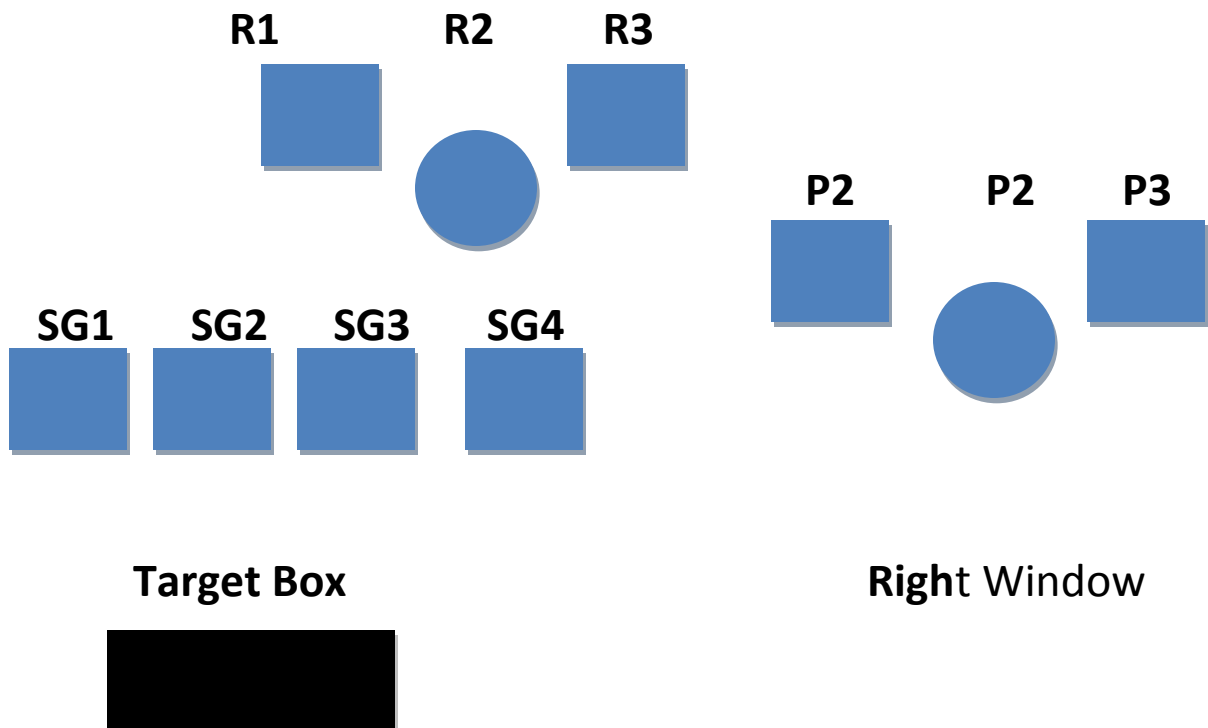 R1 R2 R3
P2 P2 P3
SG1 SG2 SG3 SG4
Target Box
Right Window